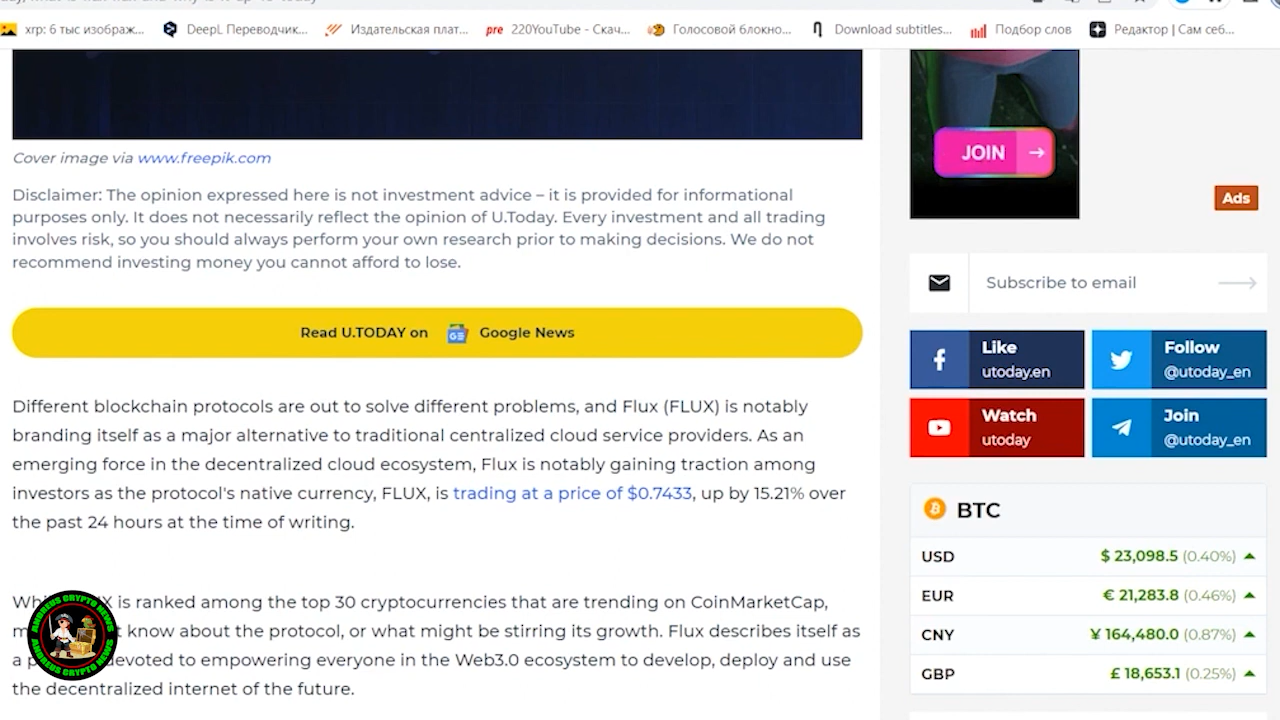 xrp: 6 тыс изображ...
DeepL Переводчик...
Издательская плат...
pre 220YouTube - Скач...
Голосовой блокно...
Download subtitles...
Подбор слов
Редактор | Сам себ...
JOIN
Ads
Cover image via www.freepik.com
Disclaimer: The opinion expressed here is not investment advice – it is provided for informational
purposes only. It does not necessarily reflect the opinion of U.Today. Every investment and all trading
involves risk, so you should always perform your own research prior to making decisions. We do not
recommend investing money you cannot afford to lose.
Read U.TODAY on Google News
Different blockchain protocols are out to solve different problems, and Flux (FLUX) is notably
branding itself as a major alternative to traditional centralized cloud service providers. As an
emerging force in the decentralized cloud ecosystem, Flux is notably gaining traction among
investors as the protocol's native currency, FLUX, is trading at a price of $0.7433, up by 15.21% over
the past 24 hours at the time of writing.
is ranked among the top 30 cryptocurrencies that are trending on CoinMarketCap,
know about the protocol, or what might be stirring its growth. Flux describes itself as
a devoted to empowering everyone in the Web3.0 ecosystem to develop, deploy and use
the decentralized internet of the future.
ANDREUS CRYPTO NEWS
ANDREUS CRYPTO NEWS
Subscribe to email
Like
utoday.en
Follow
@utoday_en
Watch
utoday
Join
@utoday_en
BTC
USD $ 23,098.5 (0.40%)
EUR € 21,283.8 (0.46%)
CNY ¥ 164,480.0 (0.87%)
GBP £ 18,653.1 (0.25%)